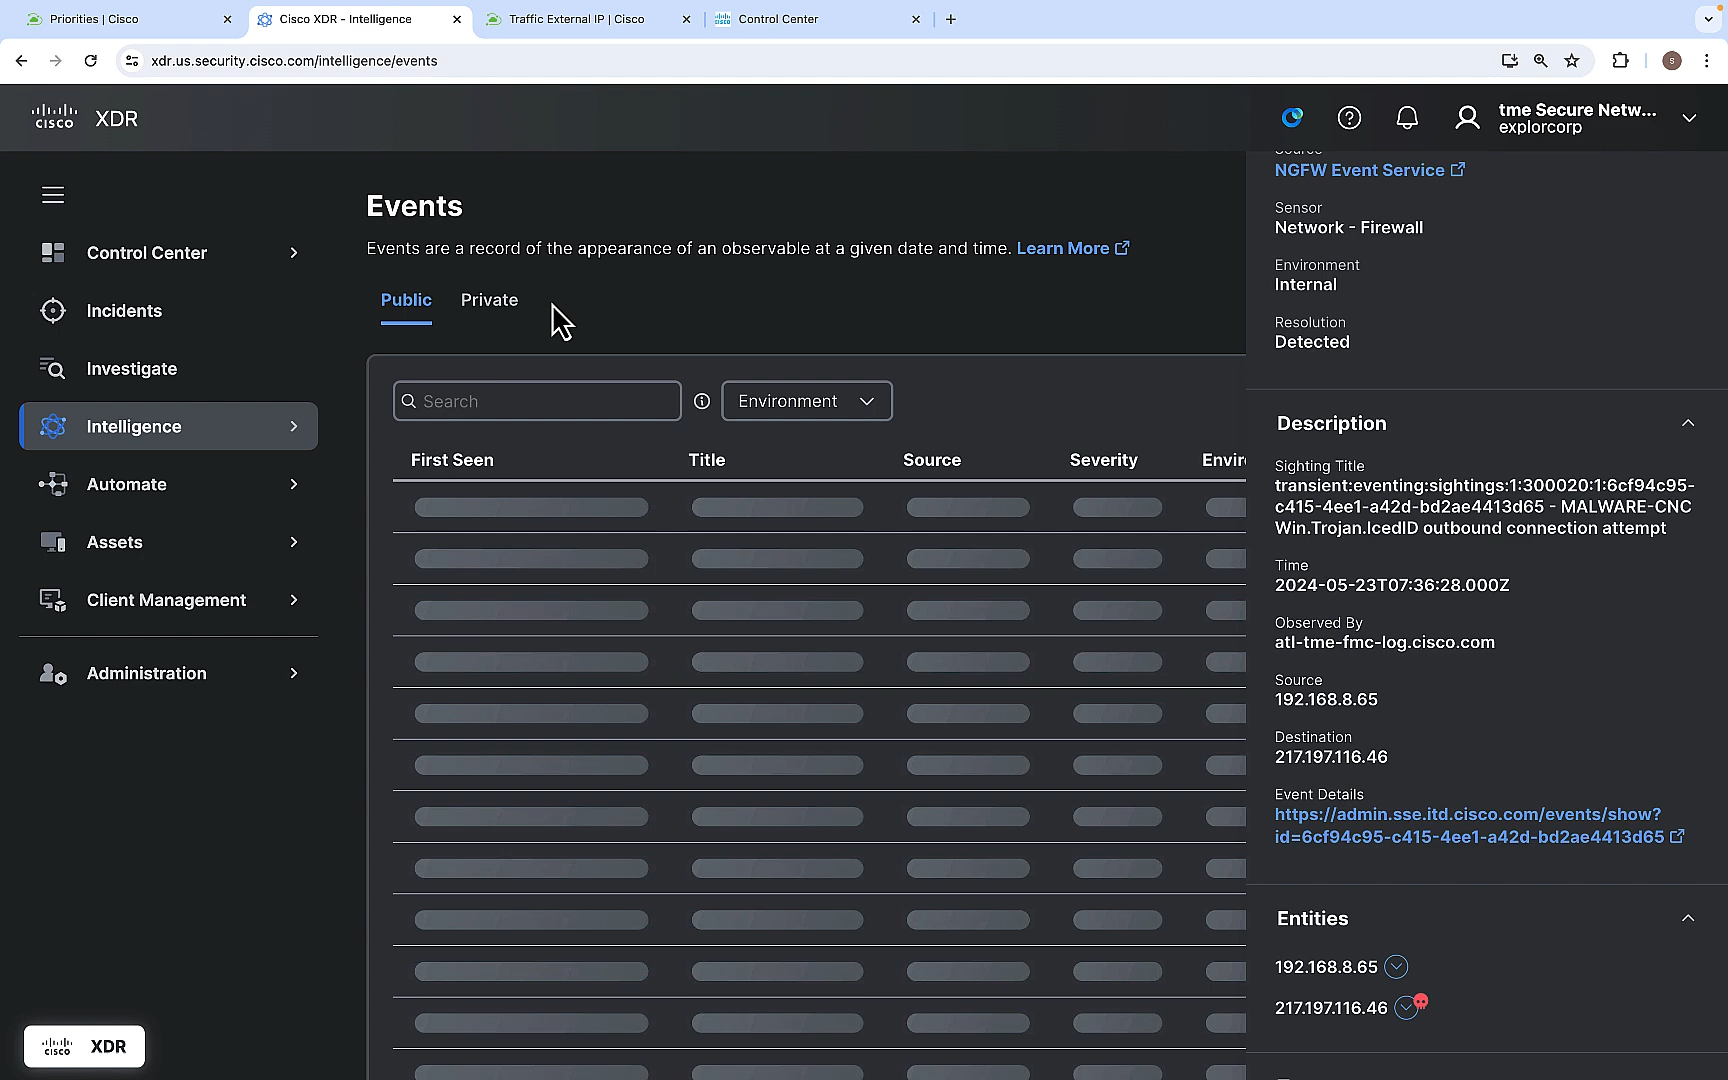 Priorities | Cisco
Cisco XDR - Intelligence
Traffic External IP | Cisco
Control Center
xdr.us.security.cisco.com/intelligence/events
S
cisco XDR
tme Secure Netw...
explorcorp
Control Center
Incidents
Investigate
Intelligence
Automate
Assets
Client Management
Administration
cisco XDR
Events
Events are a record of the appearance of an observable at a given date and time. Learn More
Public Private
Search
Environment
First Seen Title Source Severity Envir
Source
NGFW Event Service
Sensor
Network - Firewall
Environment
Internal
Resolution
Detected
Description
Sighting Title
transient:eventing:sightings:1:300020:1:6cf94c95-
c415-4ee1-a42d-bd2ae4413d65 - MALWARE-CNC
Win.Trojan.IcedID outbound connection attempt
Time
2024-05-23T07:36:28.000Z
Observed By
atl-tme-fmc-log.cisco.com
Source
192.168.8.65
Destination
217.197.116.46
Event Details
https://admin.sse.itd.cisco.com/events/show?
id=6cf94c95-c415-4ee1-a42d-bd2ae4413d65
Entities
192.168.8.65
217.197.116.46